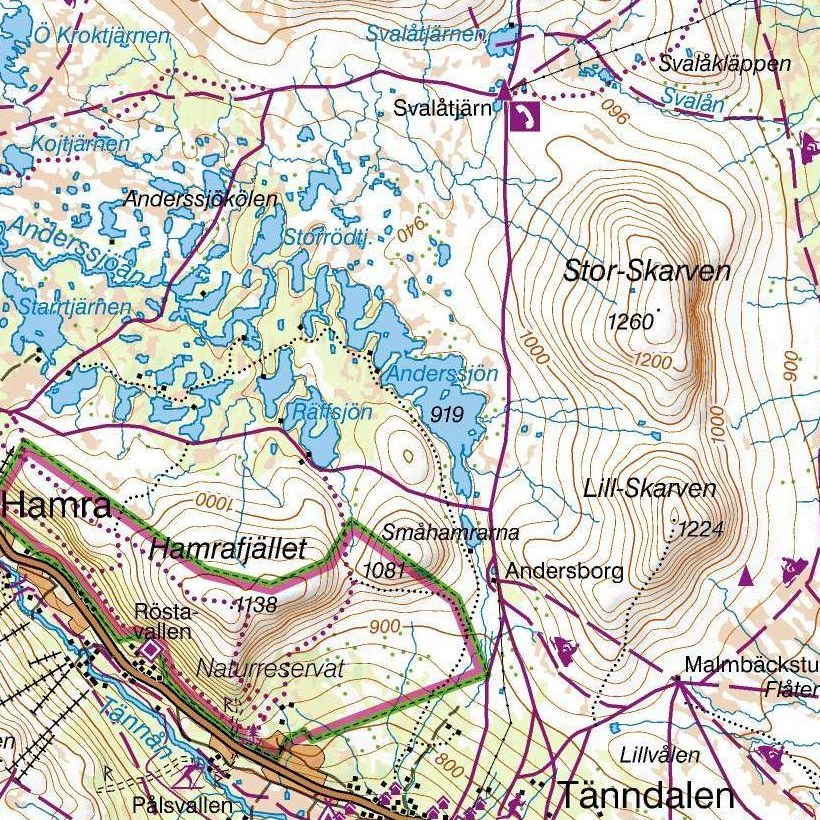 Ö Kroktjärnen
Svalåtjärnen
Svalåkläppen
Svalån
Svalåtjärn
960
Kojtjärnen
Anderssjökölen
Anderssjöån
Storrödtj.
940
Stor-Skarven
1260
1200
1000
900
Starrtjärnen
Anderssjön
919
Räffsjön
1000
Lill-Skarven
1224
Hamra
1000
Hamrafjället
Småhamrarna
1081
Andersborg
1138
Rösta-
vallen
900
Naturreservat
Malmbäckstu
Flåter
Tännån
en
R
R
800
Lillvålen
Pålsvallen
Tänndalen